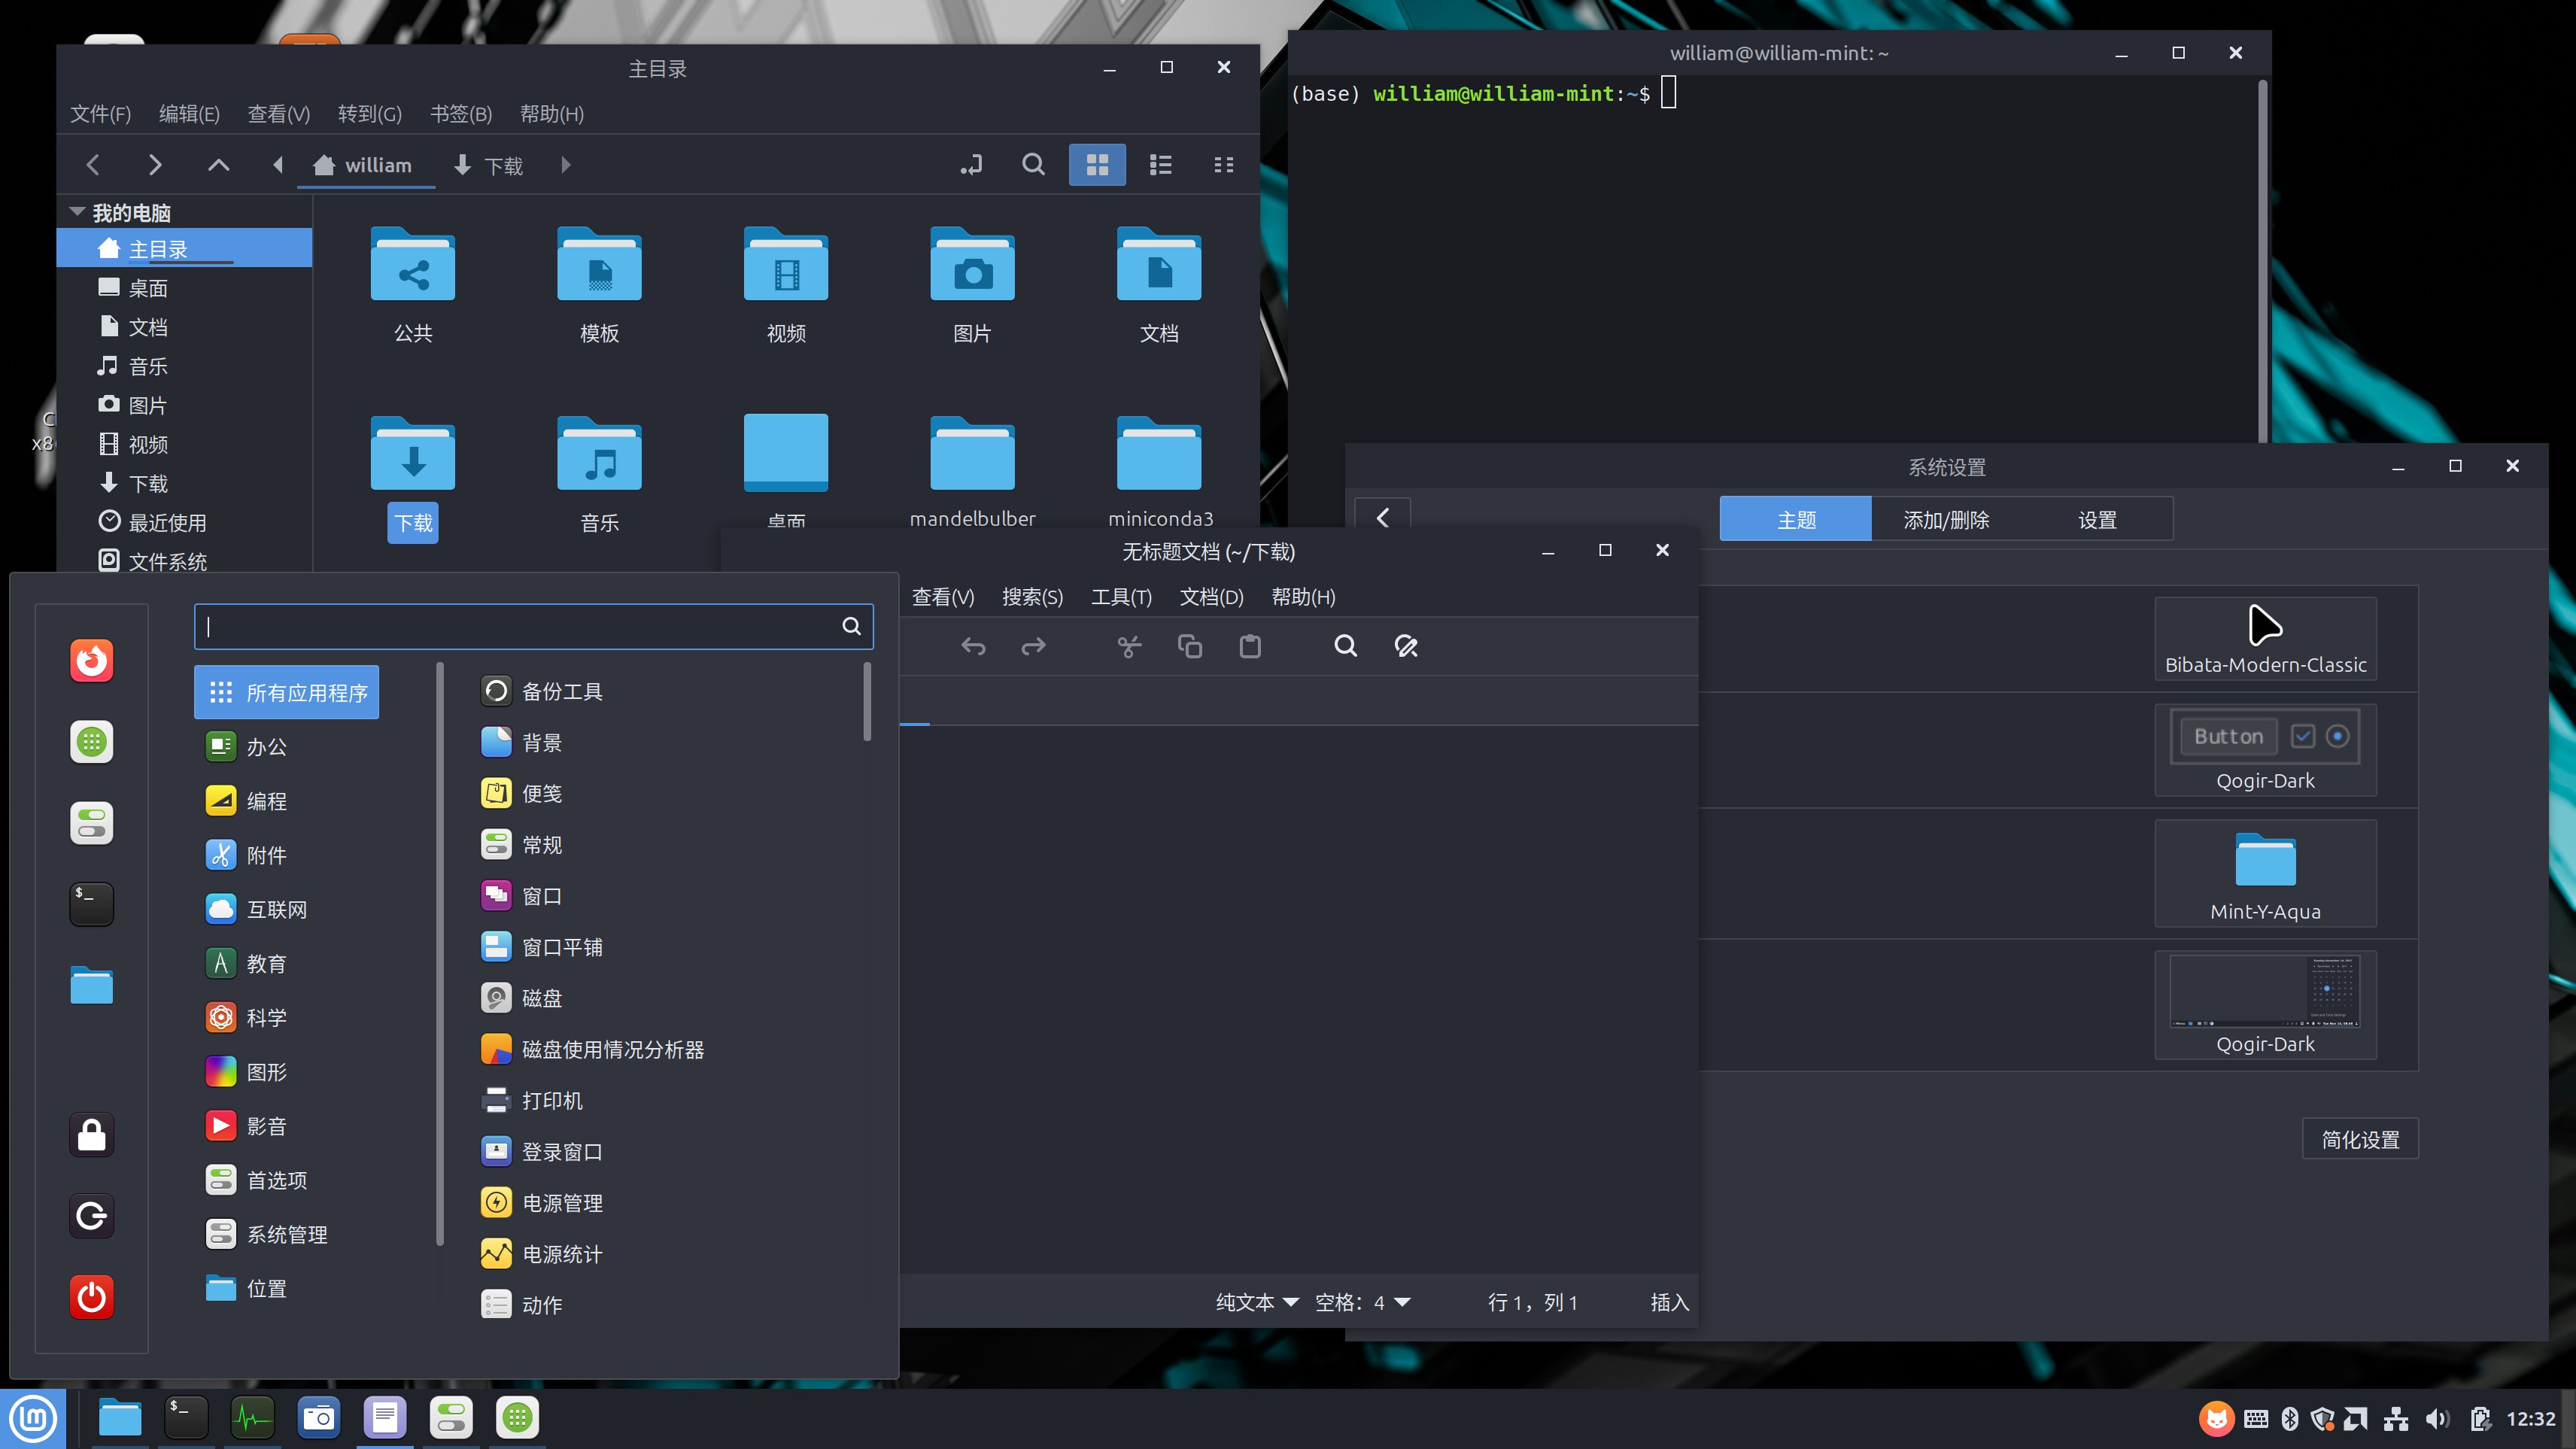 主目录
文件(F) 编辑(E) 查看(V) 转到(G) 书签(B) 帮助(H)
william 下载
我的电脑
主目录
桌面
文档
音乐
图片
视频
下载
最近使用
文件系统
公共 模板 视频 图片 文档
下载 音乐 桌面 mandelbulber miniconda3
william@william-mint: ~
(base) william@william-mint:~$
系统设置
主题 添加/删除 设置
Bibata-Modern-Classic
Button
Qogir-Dark
Mint-Y-Aqua
Qogir-Dark
简化设置
无标题文档 (~/下载)
查看(V) 搜索(S) 工具(T) 文档(D) 帮助(H)
纯文本 空格：4 行 1，列 1 插入
所有应用程序
办公
编程
附件
互联网
教育
科学
图形
影音
首选项
系统管理
位置
备份工具
背景
便笺
常规
窗口
窗口平铺
磁盘
磁盘使用情况分析器
打印机
登录窗口
电源管理
电源统计
动作
$_
$_
12:32